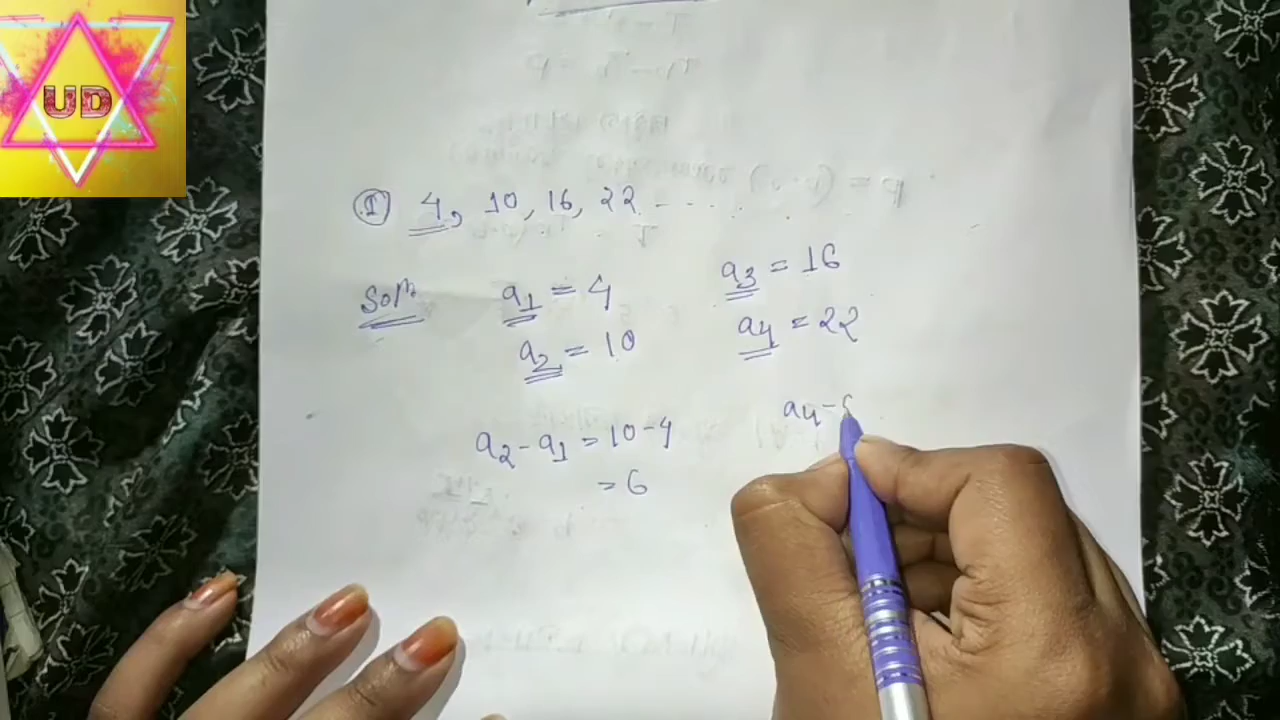 UD
① 4, 10, 16, 22 - - - - . .
Solⁿ a₁ = 4 a₃ = 16
a₂ = 10 a₄ = 22
a₂ - a₁ = 10 - 4 a₄ -
= 6